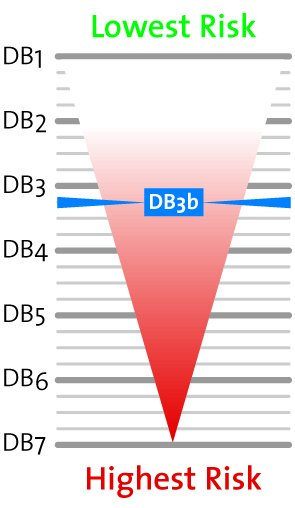 Lowest Risk
DB1
DB2
DB3
DB3b
DB4
DB5
DB6
DB7
Highest Risk